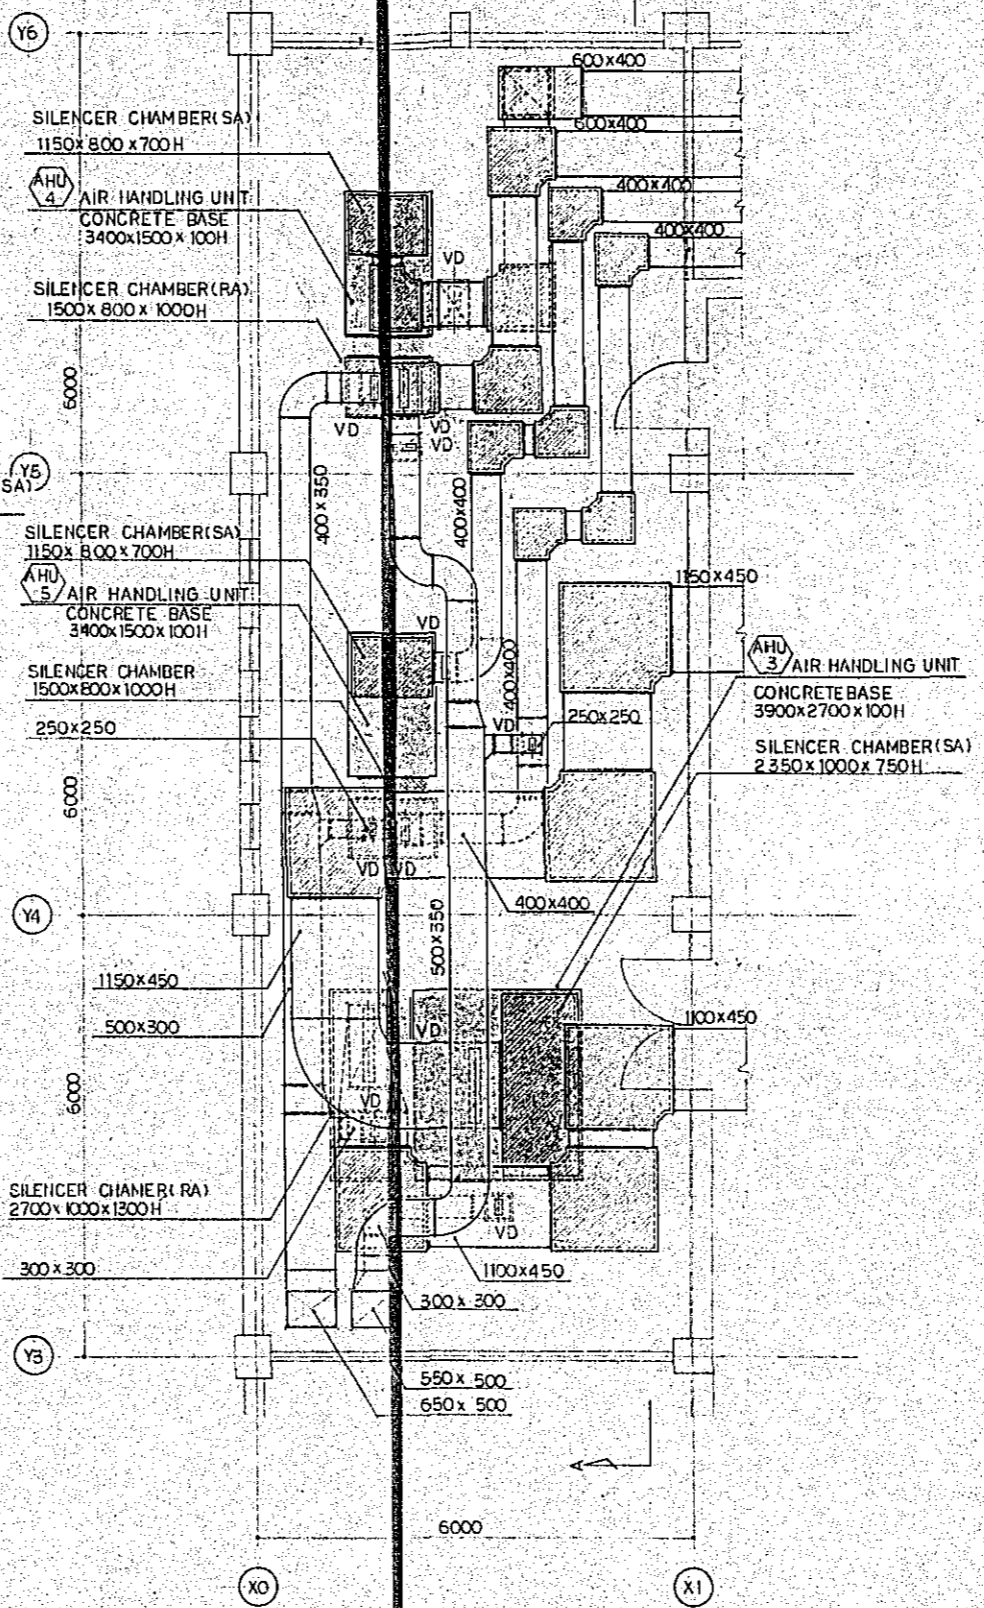 Y6
600x400
SILENCER CHAMBER(SA)
1150x800x700H
600x400
AHU
4
AIR HANDLING UNIT
CONCRETE BASE
3400x1500x100H
400x400
400x400
VD
SILENCER CHAMBER(RA)
1500x800x1000H
6000
VD
VD
VD
Y5
SA)
400x350
400x400
SILENCER CHAMBER(SA)
1150x800x700H
AHU
5
AIR HANDLING UNIT
CONCRETE BASE
3400x1500x100H
1150x450
VD
SILENCER CHAMBER
1500x800x1000H
400x400
AHU
3
AIR HANDLING UNIT
CONCRETE BASE
3900x2700x100H
250x250
VD
250x250
SILENCER CHAMBER(SA)
2350x1000x750H
6000
VD
VD
Y4
400x400
500x350
1150x450
500x300
VD
1100x450
6000
VD
SILENCER CHAMER(RA)
2700x1000x1300H
VD
300x300
1100x450
300x300
Y3
550x500
650x500
A
6000
X0
X1